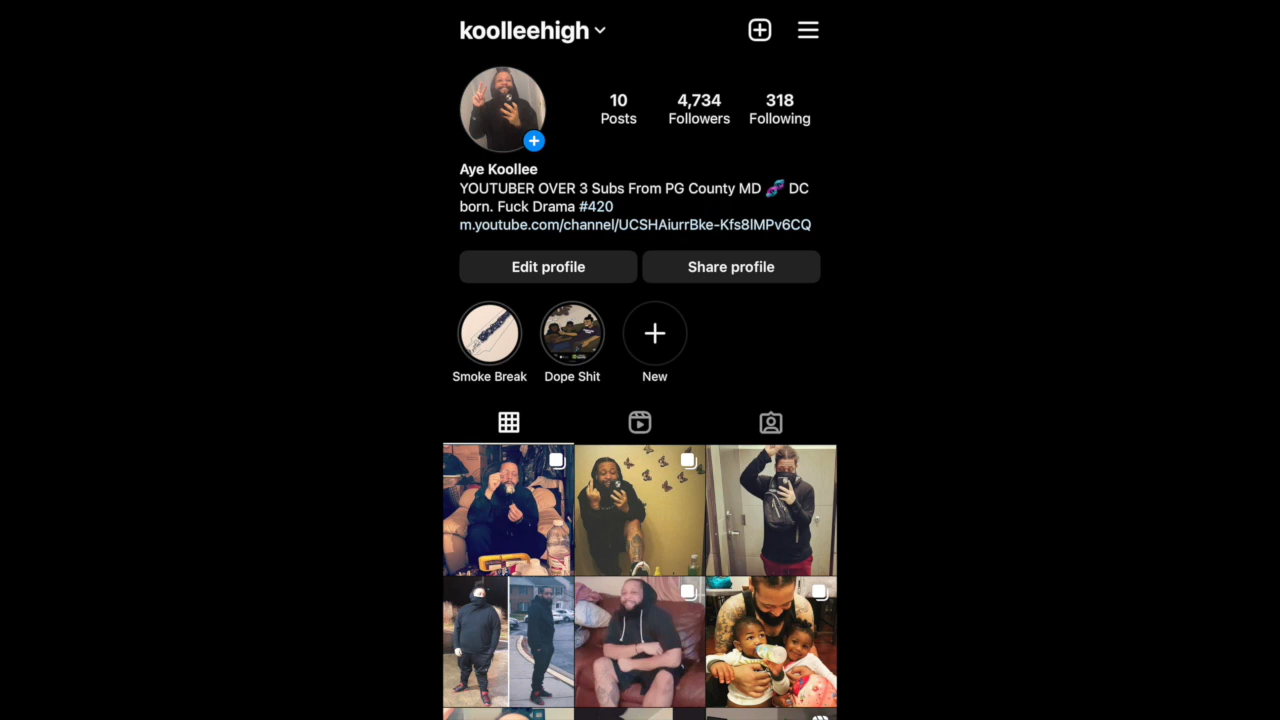 koolleehigh
10 4,734 318
Posts Followers Following
Aye Koollee
YOUTUBER OVER 3 Subs From PG County MD 🧬 DC
born. Fuck Drama #420
m.youtube.com/channel/UCSHAiurrBke-Kfs8IMPv6CQ
Edit profile Share profile
Smoke Break Dope Shit New